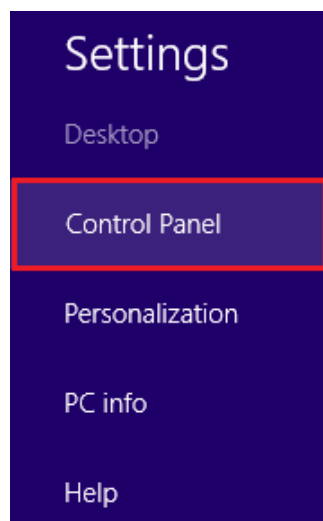 Settings
Desktop
Control Panel
Personalization
PC info
Help